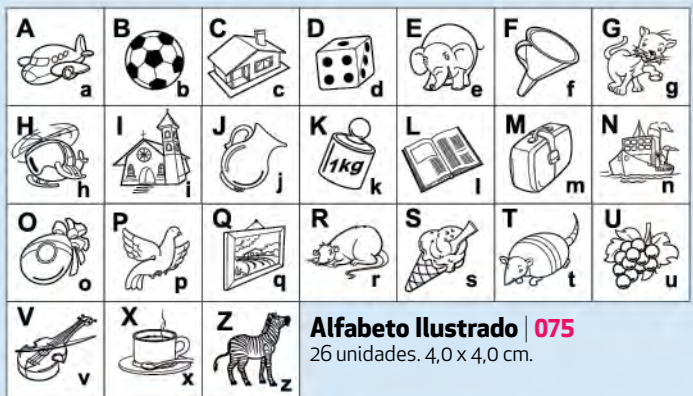 A B C D E F G
a b c d e f g
H I J K L M N
1kg
h i j k l m n
O P Q R S T U
o p q r s t u
V X Z
v x z
Alfabeto Ilustrado | 075
26 unidades. 4,0 x 4,0 cm.